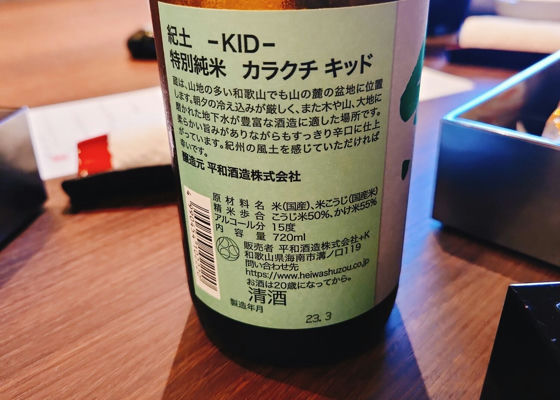 紀土 -KID-
特別純米 カラクチ キッド
蔵は、山地の多い和歌山でも山の麓の盆地に位置
します。朝夕の冷え込みが厳しく、また木や山、大地に
磨かれた地下水が豊富な酒造に適した場所です。
柔らかい旨みがありながらもすっきり辛口に仕上
がっています。紀州の風土を感じていただければ
幸いです。
醸造元 平和酒造株式会社
原材料名 米(国産)、米こうじ(国産米)
精米歩合 こうじ米50%、かけ米55%
アルコール分 15度
内容量 720ml
販売者 平和酒造株式会社+K
和歌山県海南市溝ノ口119
問い合わせ先
https://www.heiwashuzou.co.jp
お酒は20歳になってから。
清酒
製造年月
23.3